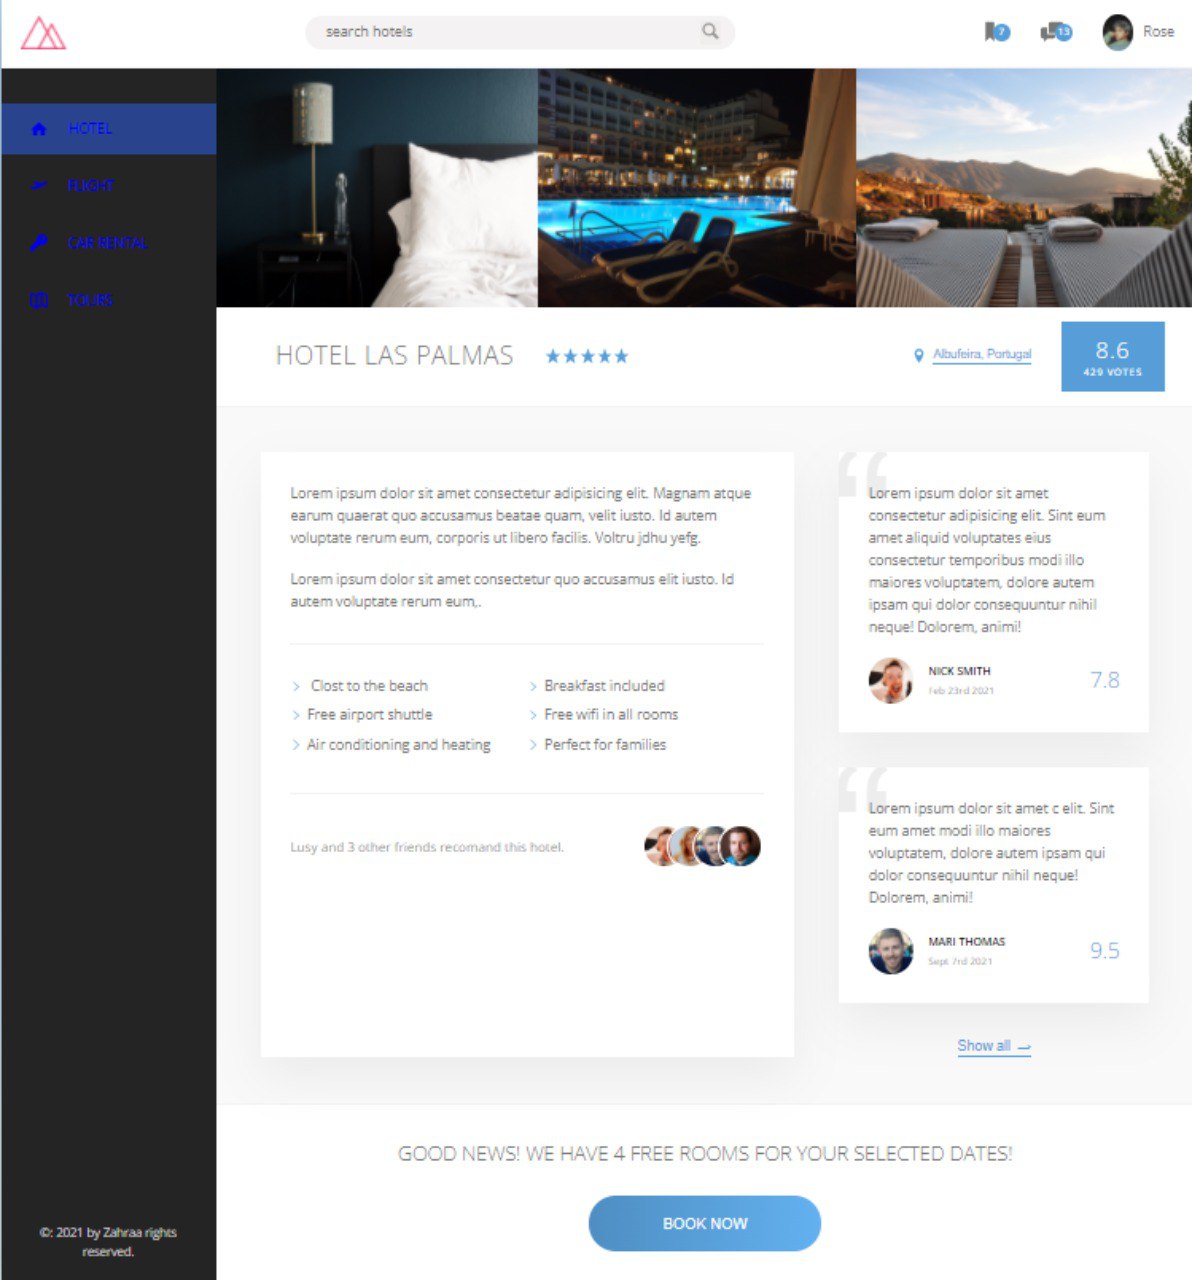 search hotels
7
13
Rose
HOTEL
FLIGHT
CAR RENTAL
TOURS
HOTEL LAS PALMAS
Albufeira, Portugal
8.6
429 VOTES
Lorem ipsum dolor sit amet consectetur adipisicing elit. Magnam atque
earum quaerat quo accusamus beatae quam, velit iusto. Id autem
voluptate rerum eum, corporis ut libero facilis. Voltru jdhu yefg.
Lorem ipsum dolor sit amet consectetur quo accusamus elit iusto. Id
autem voluptate rerum eum,.
Clost to the beach
Breakfast included
Free airport shuttle
Free wifi in all rooms
Air conditioning and heating
Perfect for families
Lusy and 3 other friends recomand this hotel.
“
Lorem ipsum dolor sit amet
consectetur adipisicing elit. Sint eum
amet aliquid voluptates eius
consectetur temporibus modi illo
maiores voluptatem, dolore autem
ipsam qui dolor consequuntur nihil
neque! Dolorem, animi!
NICK SMITH
Feb 23rd 2021
7.8
“
Lorem ipsum dolor sit amet c elit. Sint
eum amet modi illo maiores
voluptatem, dolore autem ipsam qui
dolor consequuntur nihil neque!
Dolorem, animi!
MARI THOMAS
Sept 7rd 2021
9.5
Show all →
GOOD NEWS! WE HAVE 4 FREE ROOMS FOR YOUR SELECTED DATES!
BOOK NOW
©: 2021 by Zahraa rights
reserved.